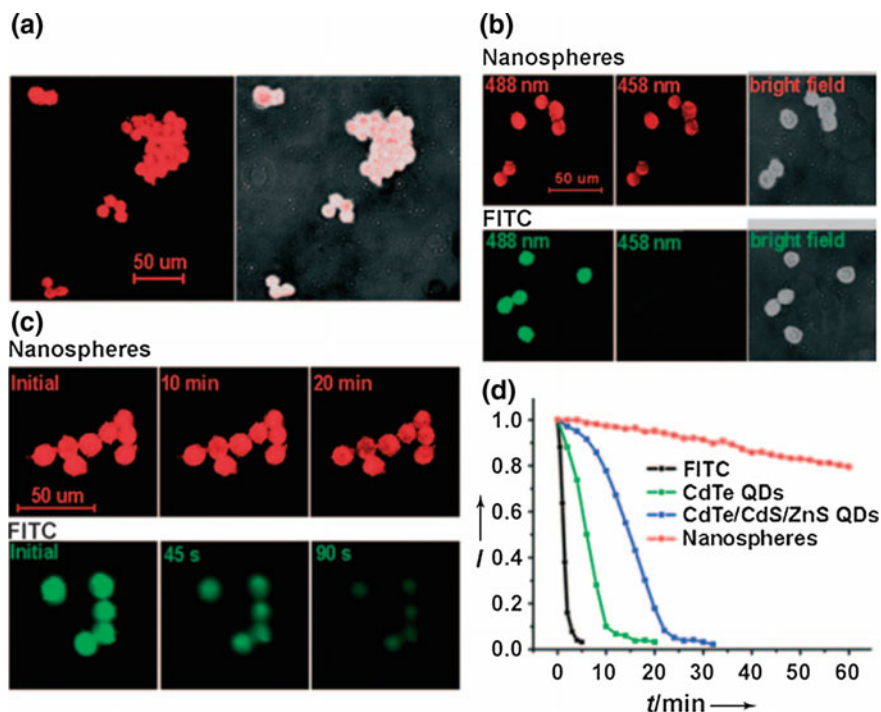 (a)
50 um
(b)
Nanospheres
488 nm 458 nm bright field
50 um
FITC
488 nm 458 nm bright field
(c)
Nanospheres
Initial 10 min 20 min
50 um
FITC
Initial 45 s 90 s
(d)
1.0
0.8
0.6
0.4
0.2
0.0
I
FITC
CdTe QDs
CdTe/CdS/ZnS QDs
Nanospheres
0 10 20 30 40 50 60
t/min